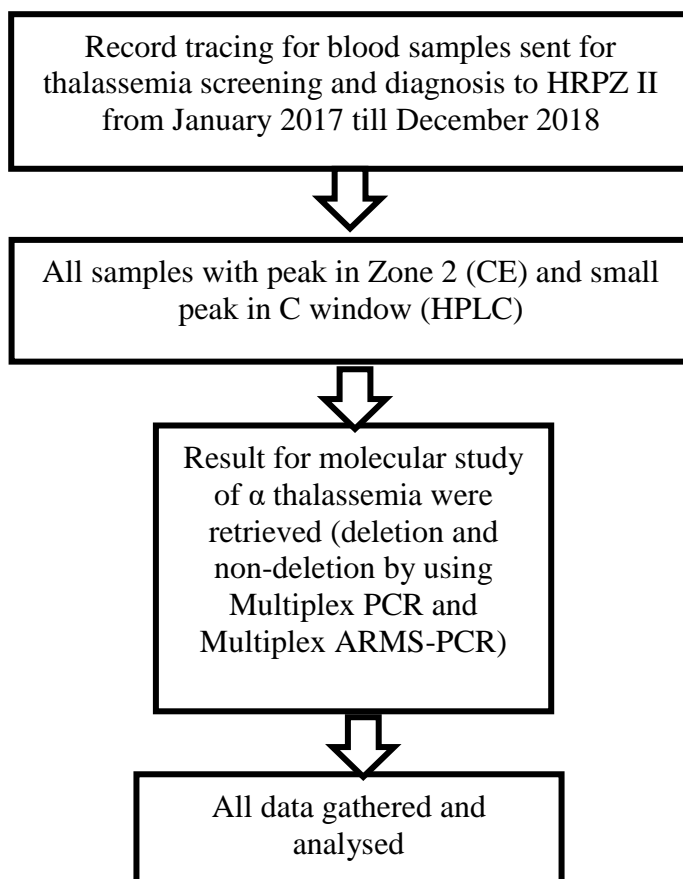 Record tracing for blood samples sent for
thalassemia screening and diagnosis to HRPZ II
from January 2017 till December 2018
All samples with peak in Zone 2 (CE) and small
peak in C window (HPLC)
Result for molecular study
of α thalassemia were
retrieved (deletion and
non-deletion by using
Multiplex PCR and
Multiplex ARMS-PCR)
All data gathered and
analysed